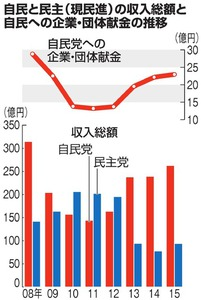 自民と民主（現民進）の収入総額と
自民への企業・団体献金の推移
自民党への
企業・団体献金
（億円）
30
25
20
15
10
（億円）
収入総額
自民党
民主党
350
300
250
200
150
100
50
0
08年 09 10 11 12 13 14 15